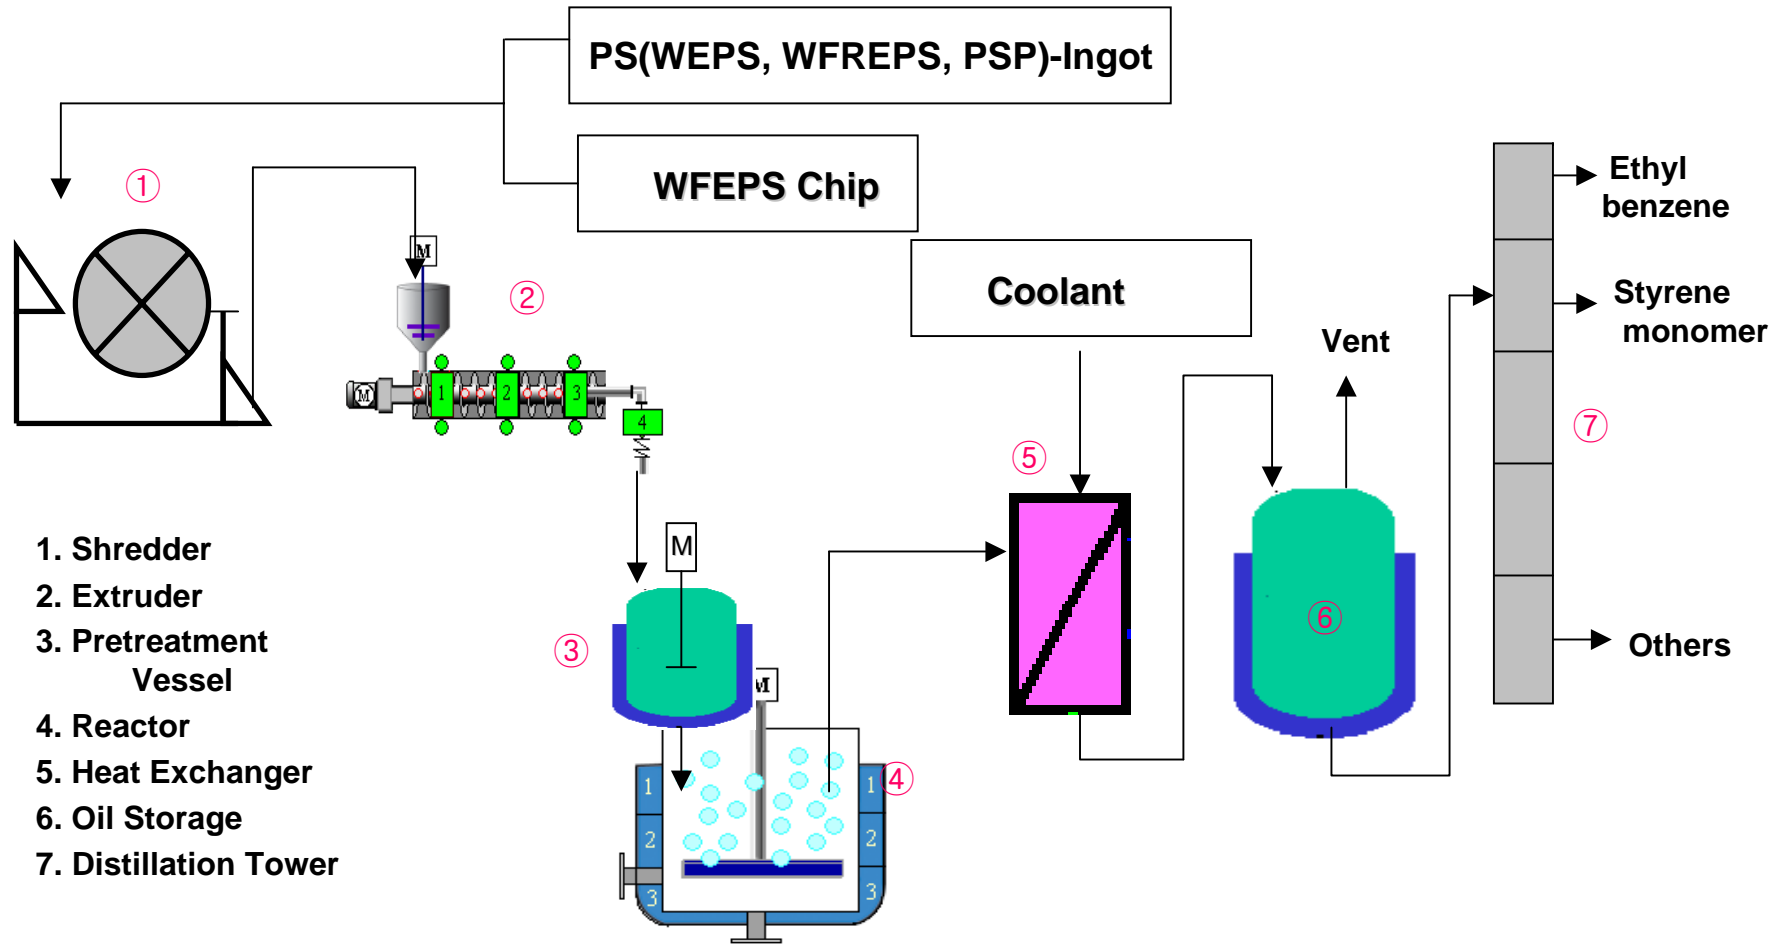 PS(WEPS, WFREPS, PSP)-Ingot
WFEPS Chip
①
M
②
M
1
2
3
4
Coolant
Vent
Ethyl
benzene
Styrene
monomer
⑦
Others
⑤
⑥
M
③
M
④
1
2
3
1
2
3
1. Shredder
2. Extruder
3. Pretreatment
Vessel
4. Reactor
5. Heat Exchanger
6. Oil Storage
7. Distillation Tower